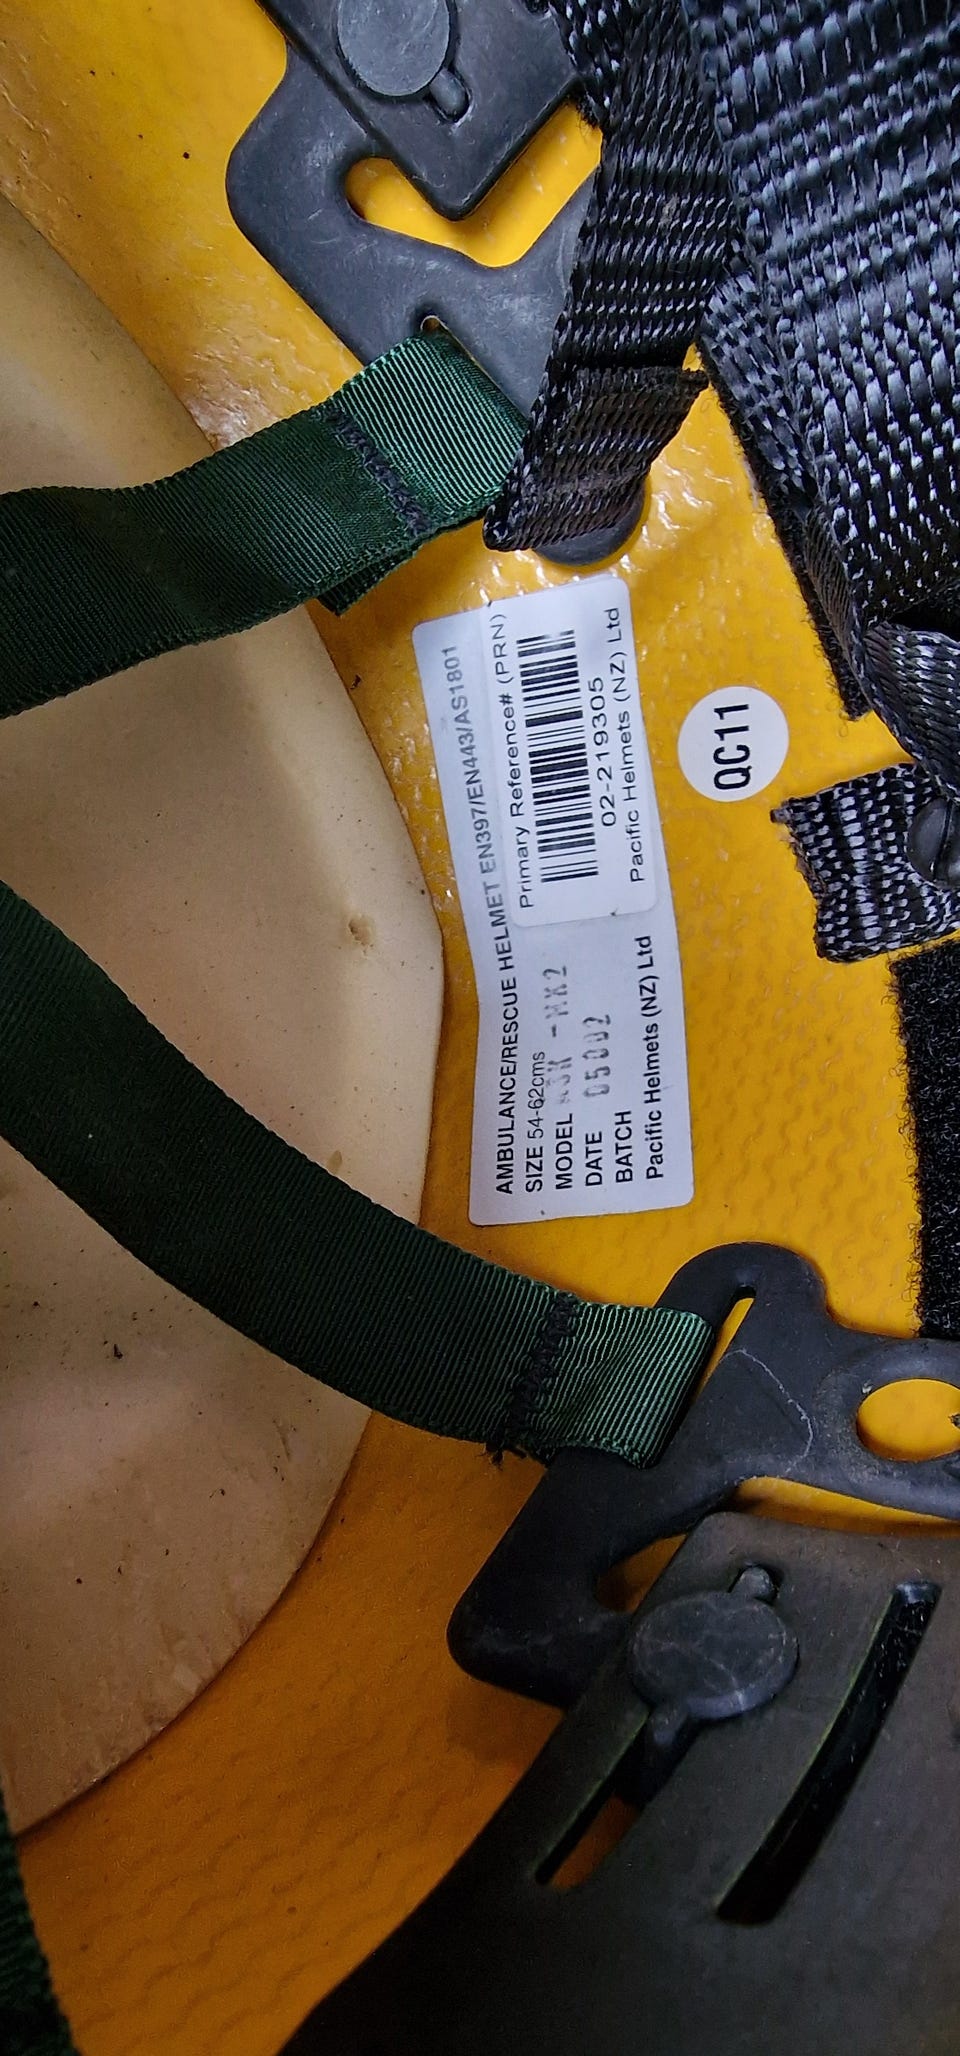 AMBULANCE/RESCUE HELMET EN397/EN443/AS1801
SIZE 54-62cms
MODEL -MK2
DATE 05002
BATCH
Pacific Helmets (NZ) Ltd
Primary Reference# (PRN)
02-219305
Pacific Helmets (NZ) Ltd
QC11